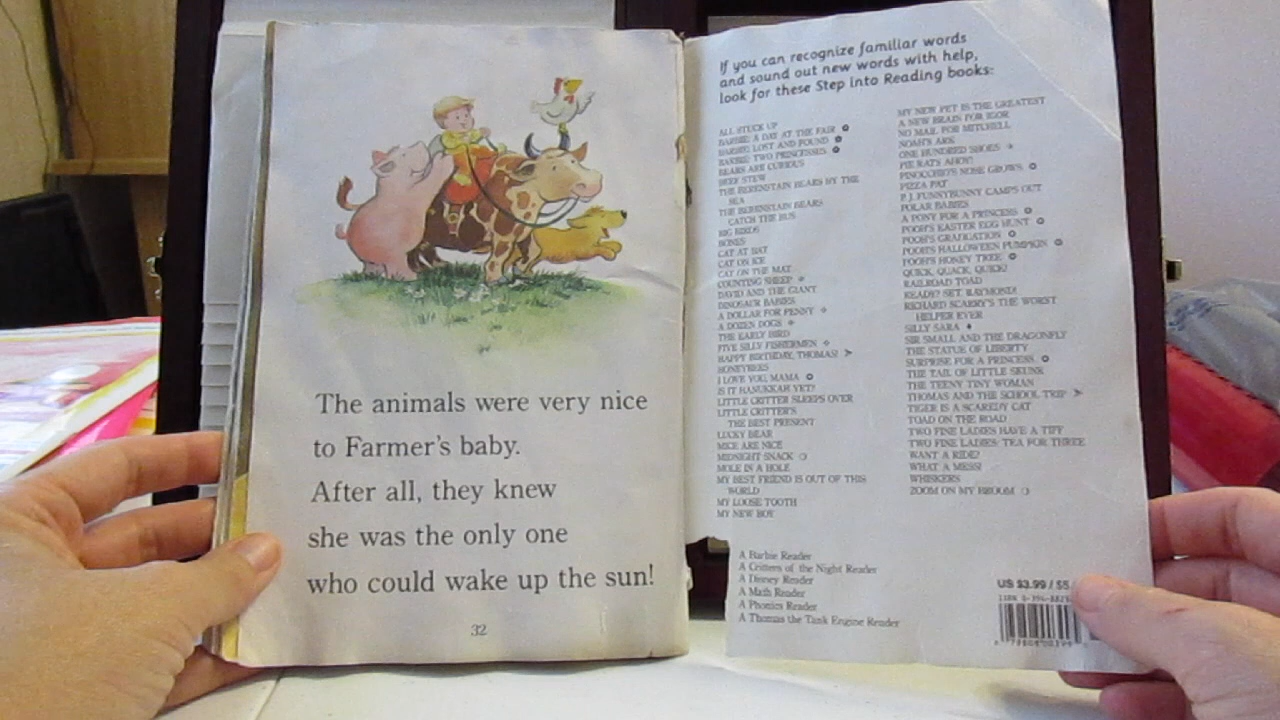 The animals were very nice
to Farmer's baby.
After all, they knew
she was the only one
who could wake up the sun!
32
If you can recognize familiar words
and sound out new words with help,
look for these Step into Reading books:
ALL STUCK UP
BARBIE: A DAY AT THE FAIR
BARBIE: LOST AND FOUND
BARBIE: TWO PRINCESSES
BEARS ARE CURIOUS
BEEF STEW
THE BERENSTAIN BEARS BY THE
SEA
THE BERENSTAIN BEARS
CATCH THE BUS
BIG BIRDS
BONES
CAT AT BAT
CAT ON ICE
CAT ON THE MAT
COUNTING SHEEP
DAVID AND THE GIANT
DINOSAUR BABIES
A DOLLAR FOR PENNY
A DOZEN DOGS
THE EARLY BIRD
FIVE SILLY FISHERMEN
HAPPY BIRTHDAY, THOMAS!
HONEYBEES
I LOVE YOU, MAMA
IS IT HANUKKAH YET?
LITTLE CRITTER SLEEPS OVER
LITTLE CRITTER'S
THE BEST PRESENT
LUCKY BEAR
MICE ARE NICE
MIDNIGHT SNACK
MOLE IN A HOLE
MY BEST FRIEND IS OUT OF THIS
WORLD
MY LOOSE TOOTH
MY NEW BOY
MY NEW PET IS THE GREATEST
A NEW BRAIN FOR IGOR
NO MAIL FOR MITCHELL
NOAH'S ARK
ONE HUNDRED SHOES
PIE RATS AHOY!
PINOCCHIO'S NOSE GROWS
PIZZA PAT
P. J. FUNNYBUNNY CAMPS OUT
POLAR BABIES
A PONY FOR A PRINCESS
POOH'S EASTER EGG HUNT
POOH'S GRADUATION
POOH'S HALLOWEEN PUMPKIN
POOH'S HONEY TREE
QUICK, QUACK, QUICK!
RAILROAD TOAD
READY? SET. RAYMOND!
RICHARD SCARRY'S THE WORST
HELPER EVER
SILLY SARA
SIR SMALL AND THE DRAGONFLY
THE STATUE OF LIBERTY
SURPRISE FOR A PRINCESS
THE TAIL OF LITTLE SKUNK
THE TEENY TINY WOMAN
THOMAS AND THE SCHOOL TRIP
TIGER IS A SCAREDY CAT
TOAD ON THE ROAD
TWO FINE LADIES HAVE A TIFF
TWO FINE LADIES: TEA FOR THREE
WANT A RIDE?
WHAT A MESS!
WHISKERS
ZOOM ON MY BROOM
A Barbie Reader
A Critters of the Night Reader
A Disney Reader
A Math Reader
A Phonics Reader
A Thomas the Tank Engine Reader
US $3.99 / $5